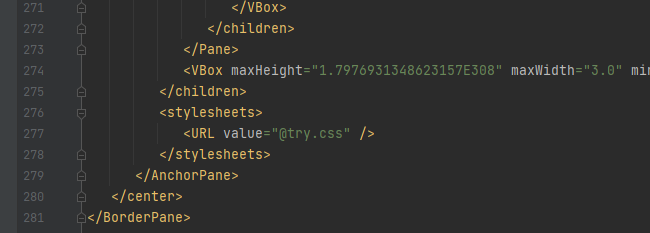 271 </VBox>
272 </children>
273 </Pane>
274 <VBox maxHeight="1.7976931348623157E308" maxWidth="3.0" min
275 </children>
276 <stylesheets>
277 <URL value="@try.css" />
278 </stylesheets>
279 </AnchorPane>
280 </center>
281 </BorderPane>